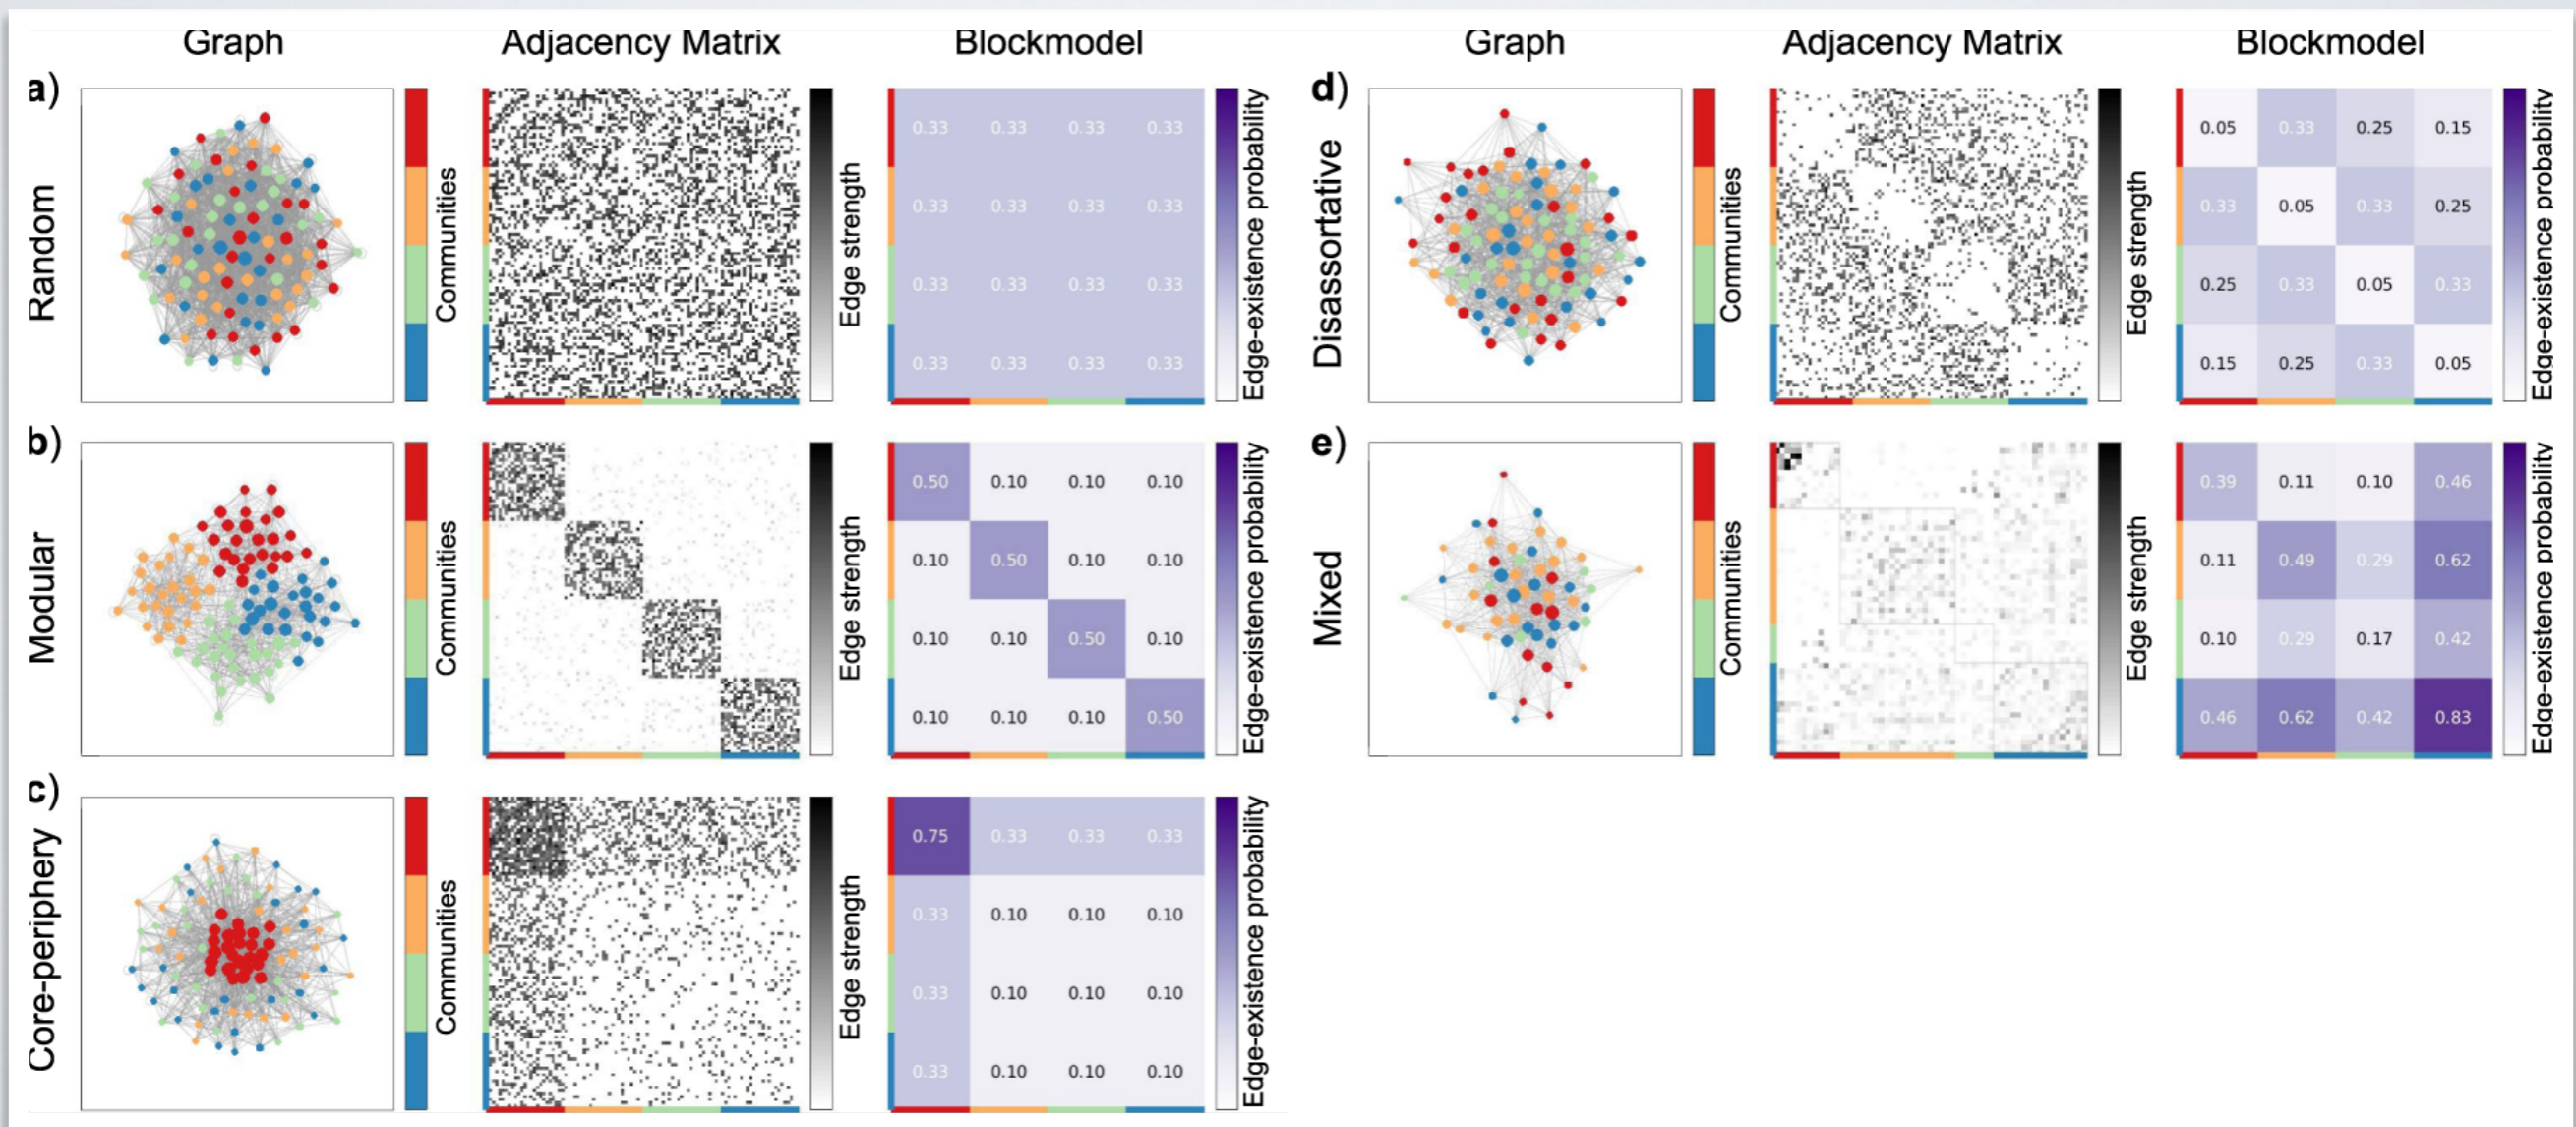 Graph Adjacency Matrix Blockmodel
a)
Random
Communities
Edge strength
0.33 0.33 0.33 0.33
0.33 0.33 0.33 0.33
0.33 0.33 0.33 0.33
0.33 0.33 0.33 0.33
Edge-existence probability
b)
Modular
Communities
Edge strength
0.50 0.10 0.10 0.10
0.10 0.50 0.10 0.10
0.10 0.10 0.50 0.10
0.10 0.10 0.10 0.50
Edge-existence probability
c)
Core-periphery
Communities
Edge strength
0.75 0.33 0.33 0.33
0.33 0.10 0.10 0.10
0.33 0.10 0.10 0.10
0.33 0.10 0.10 0.10
Edge-existence probability
Graph Adjacency Matrix Blockmodel
d)
Disassortative
Communities
Edge strength
0.05 0.33 0.25 0.15
0.33 0.05 0.33 0.25
0.25 0.33 0.05 0.33
0.15 0.25 0.33 0.05
Edge-existence probability
e)
Mixed
Communities
Edge strength
0.39 0.11 0.10 0.46
0.11 0.49 0.29 0.62
0.10 0.29 0.17 0.42
0.46 0.62 0.42 0.83
Edge-existence probability